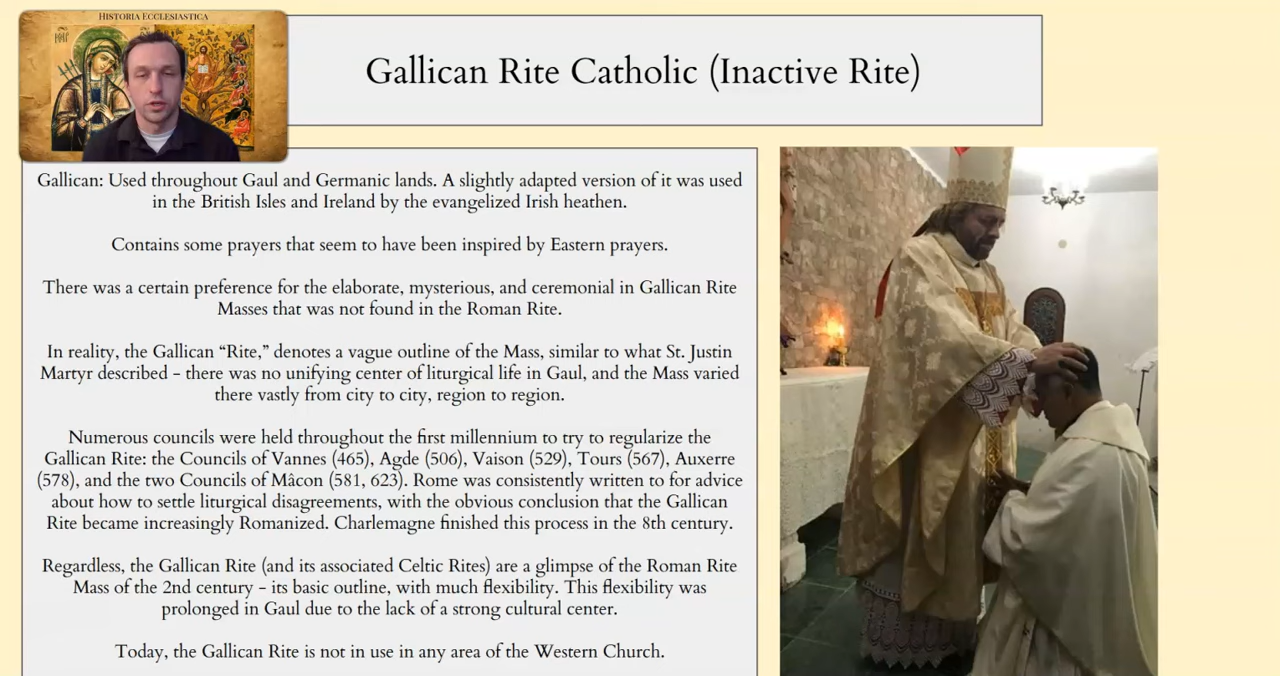 HISTORIA ECCLESIASTICA
Gallican Rite Catholic (Inactive Rite)
Gallican: Used throughout Gaul and Germanic lands. A slightly adapted version of it was used
in the British Isles and Ireland by the evangelized Irish heathen.
Contains some prayers that seem to have been inspired by Eastern prayers.
There was a certain preference for the elaborate, mysterious, and ceremonial in Gallican Rite
Masses that was not found in the Roman Rite.
In reality, the Gallican “Rite,” denotes a vague outline of the Mass, similar to what St. Justin
Martyr described – there was no unifying center of liturgical life in Gaul, and the Mass varied
there vastly from city to city, region to region.
Numerous councils were held throughout the first millennium to try to regularize the
Gallican Rite: the Councils of Vannes (465), Agde (506), Vaison (529), Tours (567), Auxerre
(578), and the two Councils of Mâcon (581, 623). Rome was consistently written to for advice
about how to settle liturgical disagreements, with the obvious conclusion that the Gallican
Rite became increasingly Romanized. Charlemagne finished this process in the 8th century.
Regardless, the Gallican Rite (and its associated Celtic Rites) are a glimpse of the Roman Rite
Mass of the 2nd century – its basic outline, with much flexibility. This flexibility was
prolonged in Gaul due to the lack of a strong cultural center.
Today, the Gallican Rite is not in use in any area of the Western Church.